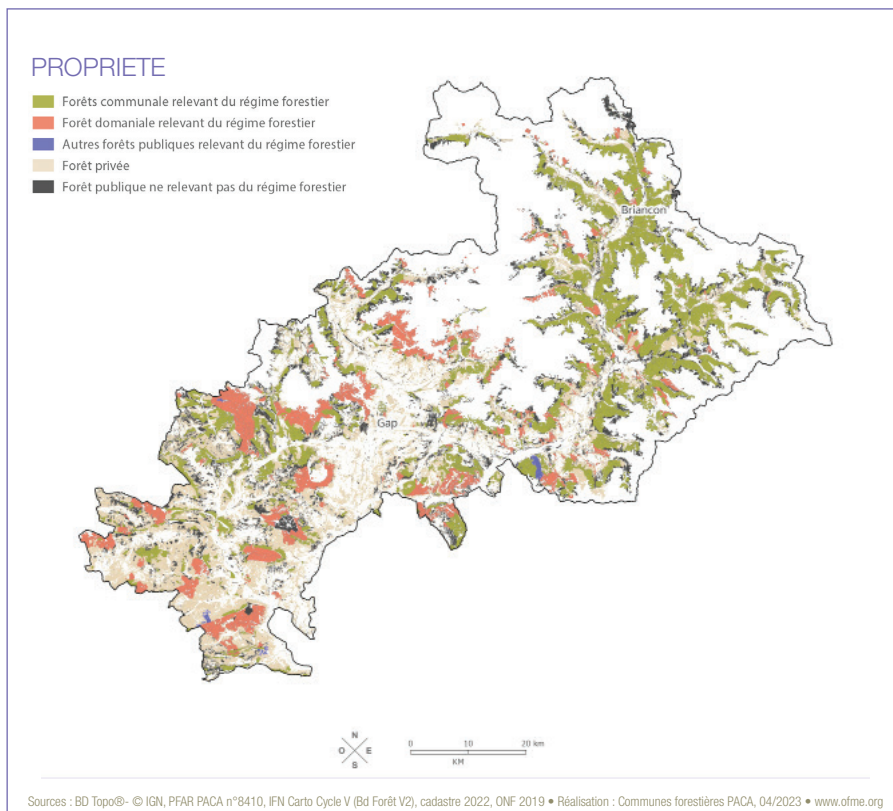 PROPRIETE
Forêts communale relevant du régime forestier
Forêt domaniale relevant du régime forestier
Autres forêts publiques relevant du régime forestier
Forêt privée
Forêt publique ne relevant pas du régime forestier
Briancon
Gap
N
O E
S
0 10 20 km
KM
Sources : BD Topo®- © IGN, PFAR PACA n°8410, IFN Carto Cycle V (Bd Forêt V2), cadastre 2022, ONF 2019 • Réalisation : Communes forestières PACA, 04/2023 • www.ofme.org